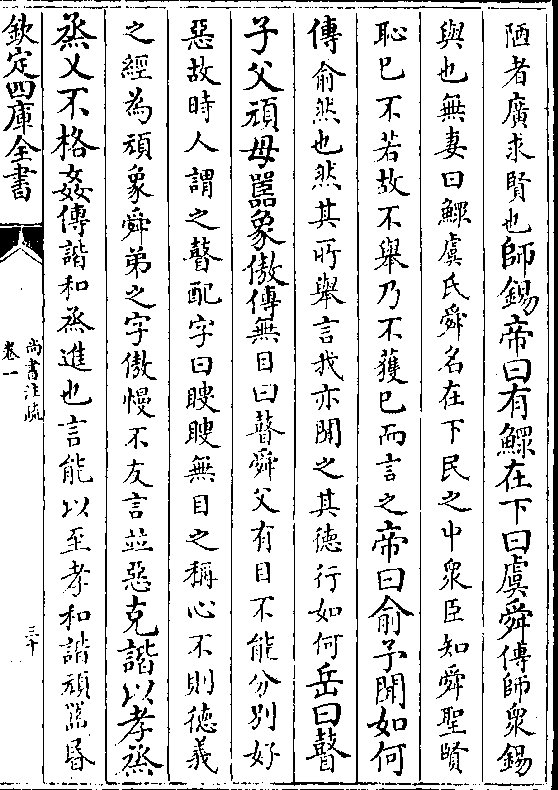 陋者廣求賢也師錫帝曰有鰥在下曰虞舜傳師衆錫
與也無妻曰鰥虞氏舜名在下民之中衆臣知舜聖賢
恥已不若故不舉乃不獲已而言之帝曰俞予聞如何
傳俞然也然其所舉言我亦聞之其德行如何岳曰瞽
子父頑母嚚象傲傳無目曰瞽舜父有目不能分别好
惡故時人謂之瞽配字曰瞍瞍無目之稱心不則德義
之經為頑象舜弟之字傲慢不友言並惡克諧以孝烝
烝乂不格姦傳諧和烝進也言能以至孝和諧頑嚚昏
欽定四庫全書
尚書注疏
卷一
三十